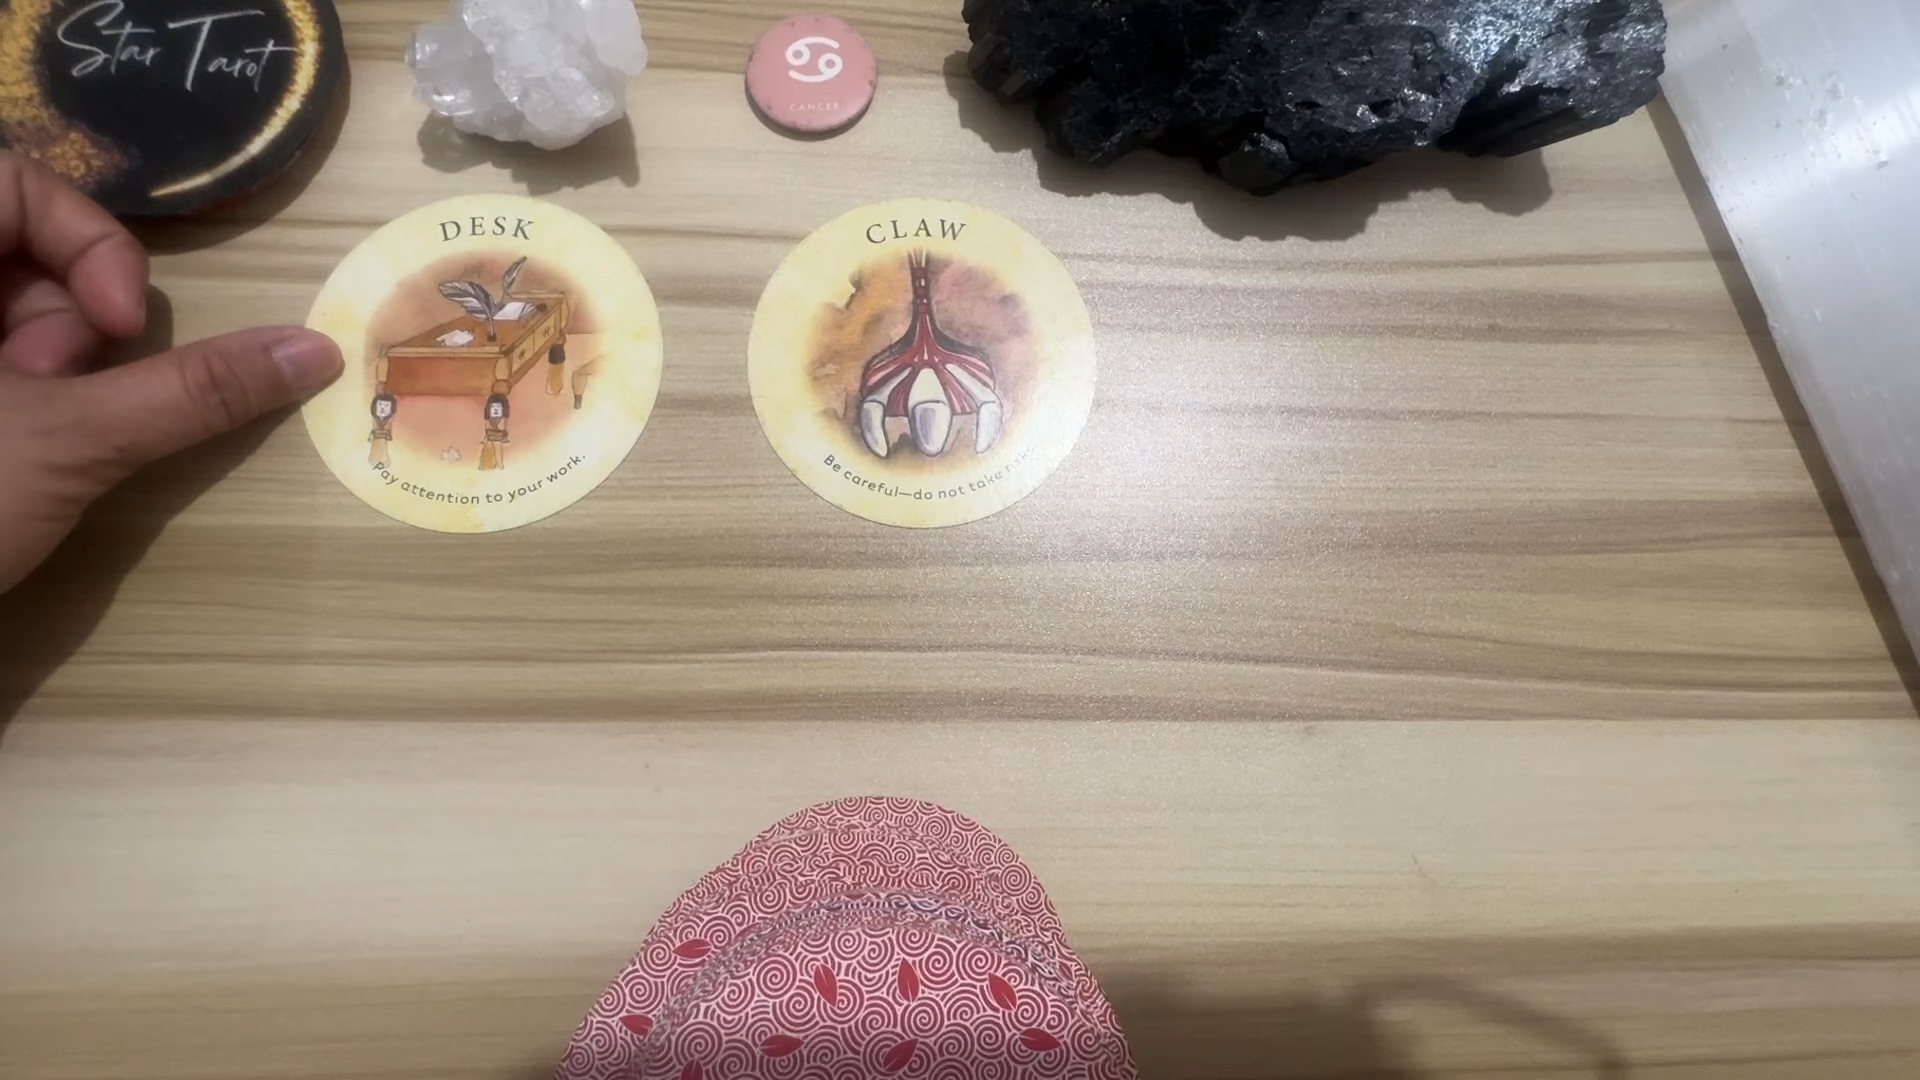 Star Tarot
CANCER
DESK
Pay attention to your work.
CLAW
Be careful—do not take risks.